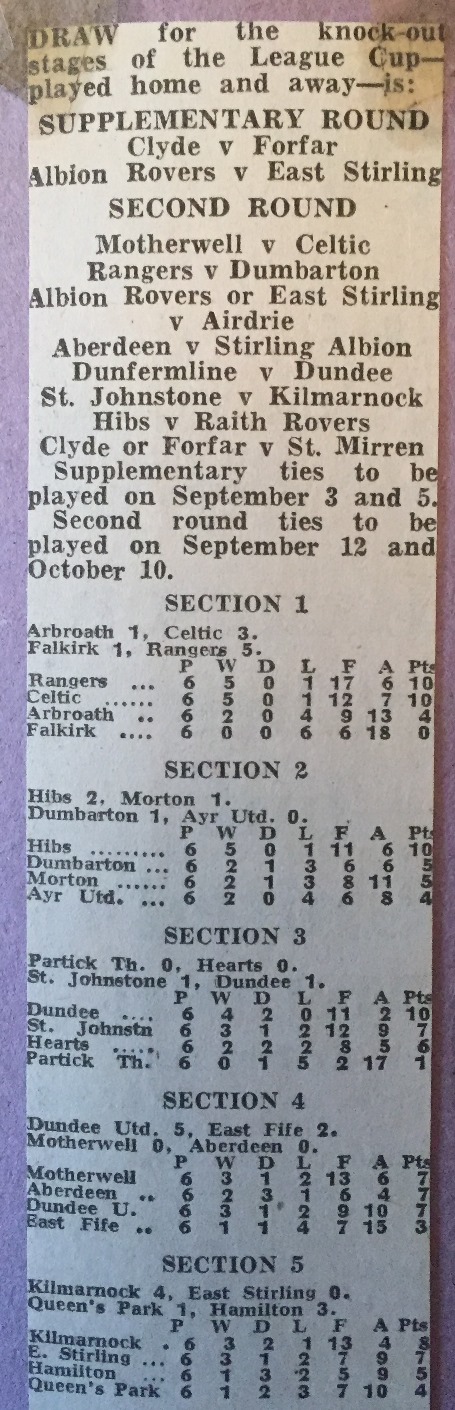 DRAW for the knock-out
stages of the League Cup—
played home and away—is:
SUPPLEMENTARY ROUND
Clyde v Forfar
Albion Rovers v East Stirling
SECOND ROUND
Motherwell v Celtic
Rangers v Dumbarton
Albion Rovers or East Stirling
v Airdrie
Aberdeen v Stirling Albion
Dunfermline v Dundee
St. Johnstone v Kilmarnock
Hibs v Raith Rovers
Clyde or Forfar v St. Mirren
Supplementary ties to be
played on September 3 and 5.
Second round ties to be
played on September 12 and
October 10.
SECTION 1
Arbroath 1, Celtic 3.
Falkirk 1, Rangers 5.
P W D L F A Pts
Rangers ... 6 5 0 1 17 6 10
Celtic ...... 6 5 0 1 12 7 10
Arbroath .. 6 2 0 4 9 13 4
Falkirk .... 6 0 0 6 6 18 0
SECTION 2
Hibs 2, Morton 1.
Dumbarton 1, Ayr Utd. 0.
P W D L F A Pts
Hibs ......... 6 5 0 1 11 6 10
Dumbarton ... 6 2 1 3 6 6 5
Morton ...... 6 2 1 3 8 11 5
Ayr Utd. ... 6 2 0 4 6 8 4
SECTION 3
Partick Th. 0, Hearts 0.
St. Johnstone 1, Dundee 1.
P W D L F A Pts
Dundee .... 6 4 2 0 11 2 10
St. Johnstn 6 3 1 2 12 9 7
Hearts ..... 6 2 2 2 8 5 6
Partick Th. 6 0 1 5 2 17 1
SECTION 4
Dundee Utd. 5, East Fife 2.
Motherwell 0, Aberdeen 0.
P W D L F A Pts
Motherwell 6 3 1 2 13 6 7
Aberdeen .. 6 2 3 1 6 4 7
Dundee U. 6 3 1 2 9 10 7
East Fife .. 6 1 1 4 7 15 3
SECTION 5
Kilmarnock 4, East Stirling 0.
Queen's Park 1, Hamilton 3.
P W D L F A Pts
Kilmarnock . 6 3 2 1 13 4 8
E. Stirling ... 6 3 1 2 7 9 7
Hamilton ... 6 1 3 2 5 9 5
Queen's Park 6 1 2 3 7 10 4